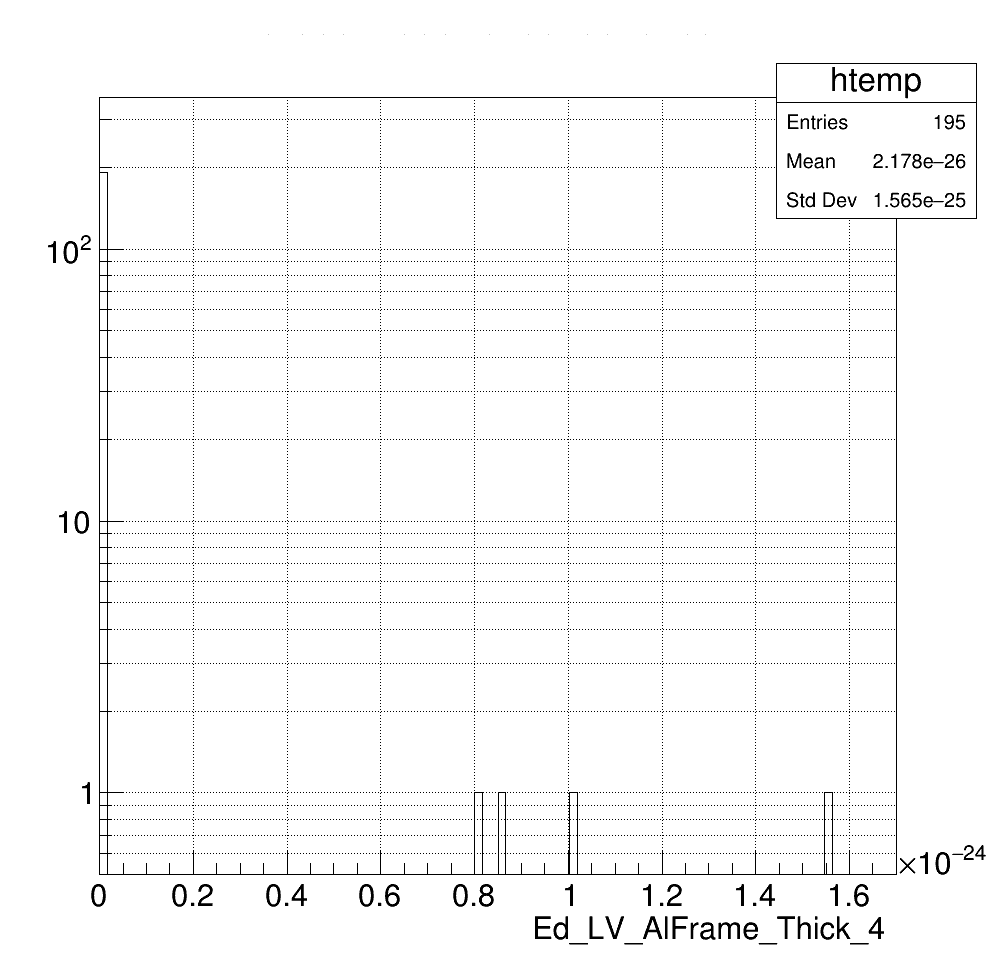 htemp
Entries 195
Mean 2.178e−26
Std Dev 1.565e−25
10²
10
1
0 0.2 0.4 0.6 0.8 1 1.2 1.4 1.6
×10⁻²⁴
Ed_LV_AlFrame_Thick_4